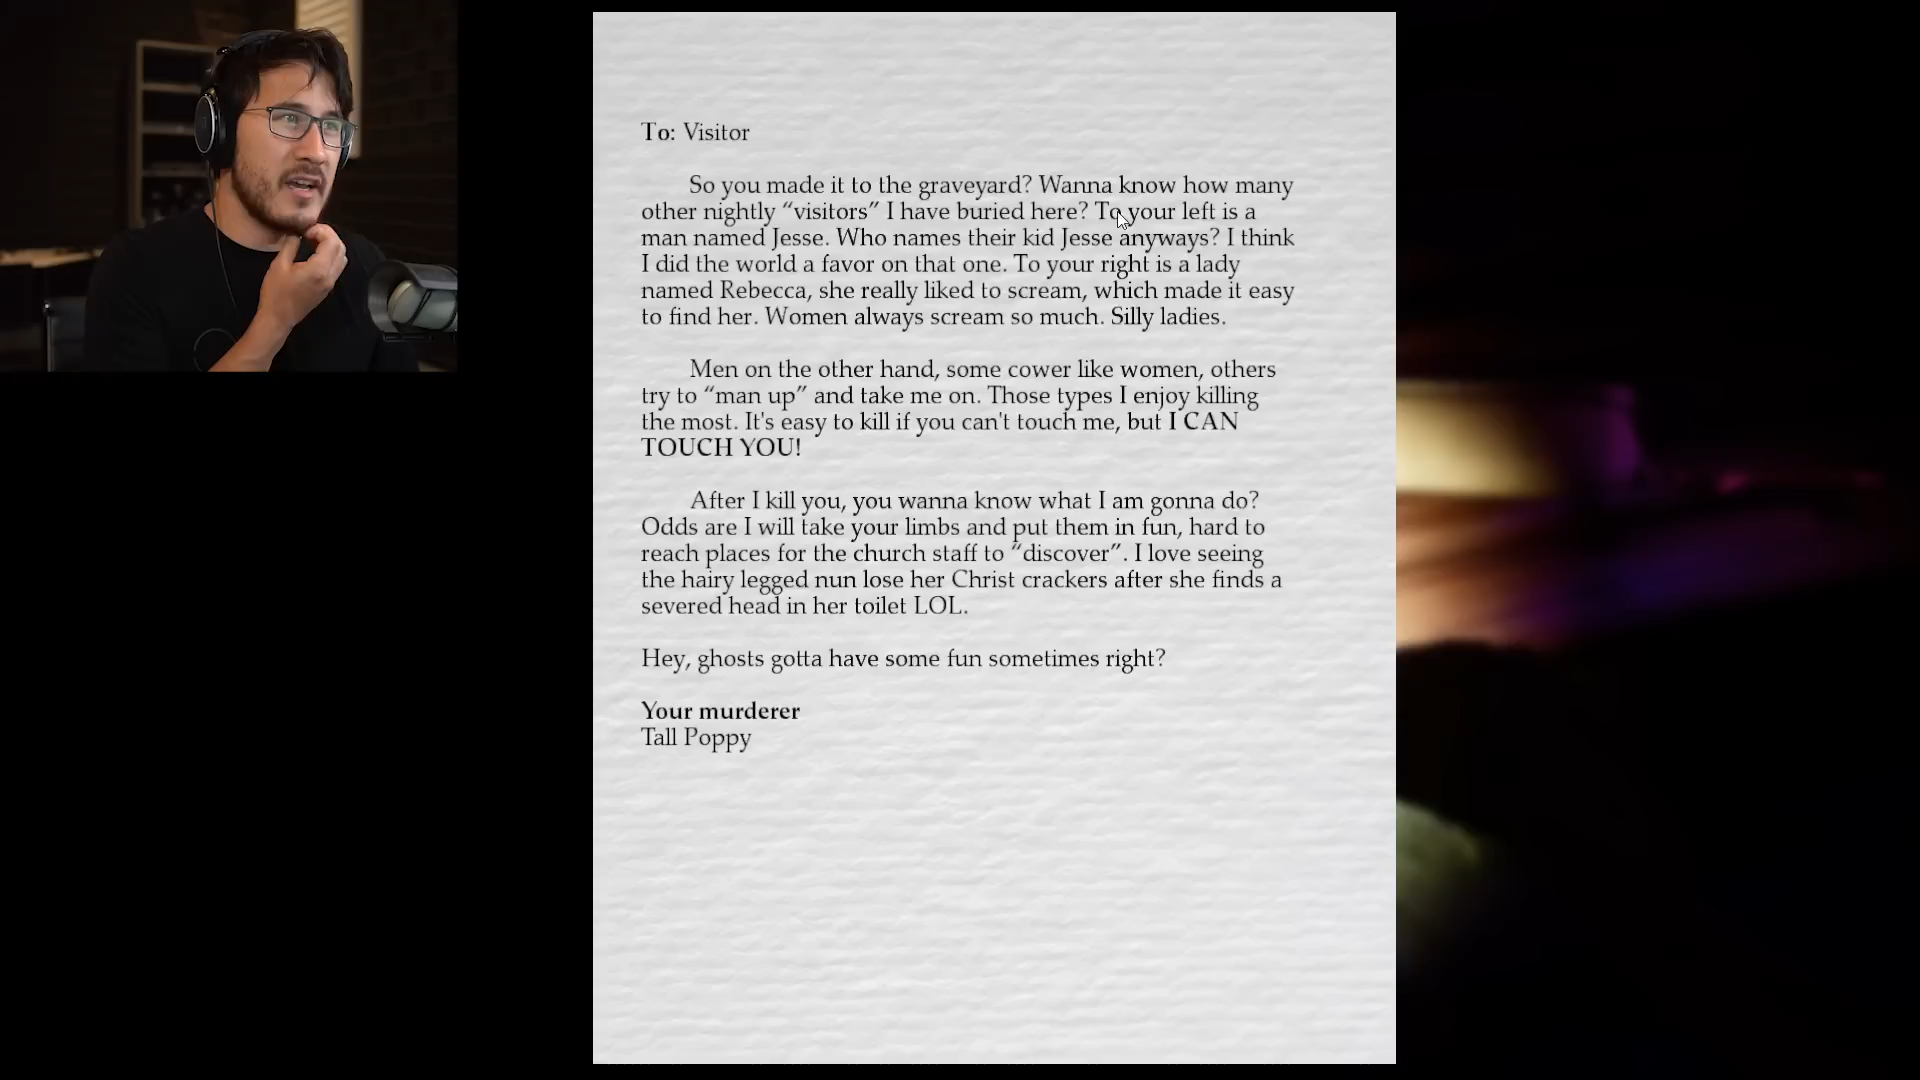 To: Visitor
So you made it to the graveyard? Wanna know how many
other nightly “visitors” I have buried here? To your left is a
man named Jesse. Who names their kid Jesse anyways? I think
I did the world a favor on that one. To your right is a lady
named Rebecca, she really liked to scream, which made it easy
to find her. Women always scream so much. Silly ladies.
Men on the other hand, some cower like women, others
try to “man up” and take me on. Those types I enjoy killing
the most. It's easy to kill if you can't touch me, but I CAN
TOUCH YOU!
After I kill you, you wanna know what I am gonna do?
Odds are I will take your limbs and put them in fun, hard to
reach places for the church staff to “discover”. I love seeing
the hairy legged nun lose her Christ crackers after she finds a
severed head in her toilet LOL.
Hey, ghosts gotta have some fun sometimes right?
Your murderer
Tall Poppy